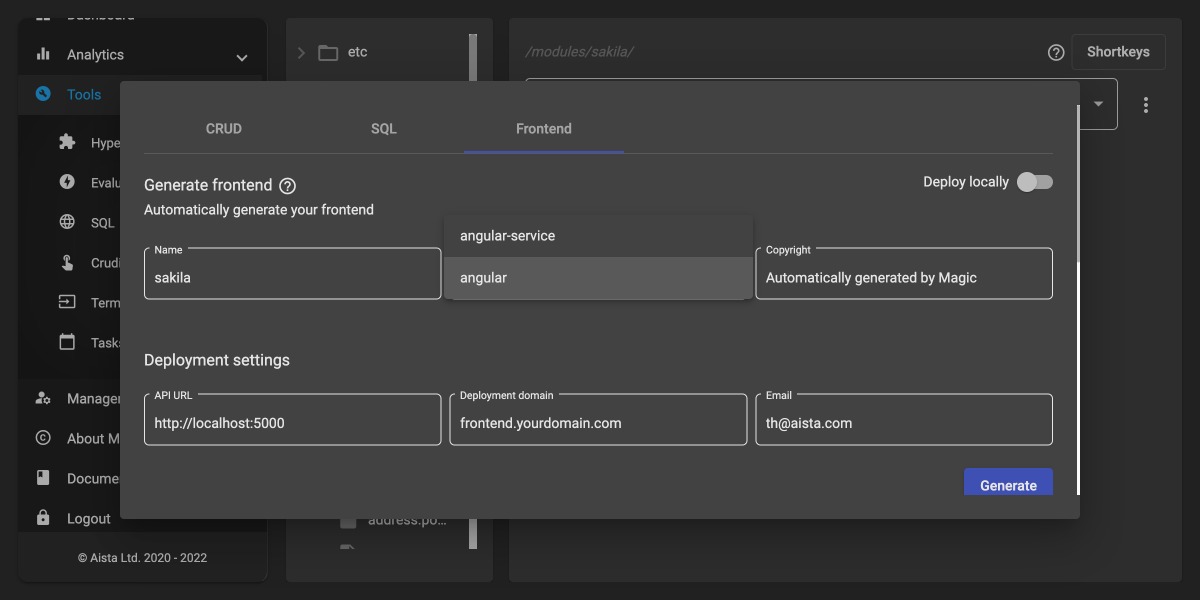 Dashboard
Analytics
Tools
Hype
Evalu
SQL
Crudi
Term
Tasks
Manager
About M
Docume
Logout
© Aista Ltd. 2020 - 2022
etc
address.po...
/modules/sakila/
Shortkeys
CRUD
SQL
Frontend
Generate frontend
Automatically generate your frontend
Deploy locally
Name
sakila
angular-service
angular
Copyright
Automatically generated by Magic
Deployment settings
API URL
http://localhost:5000
Deployment domain
frontend.yourdomain.com
Email
th@aista.com
Generate